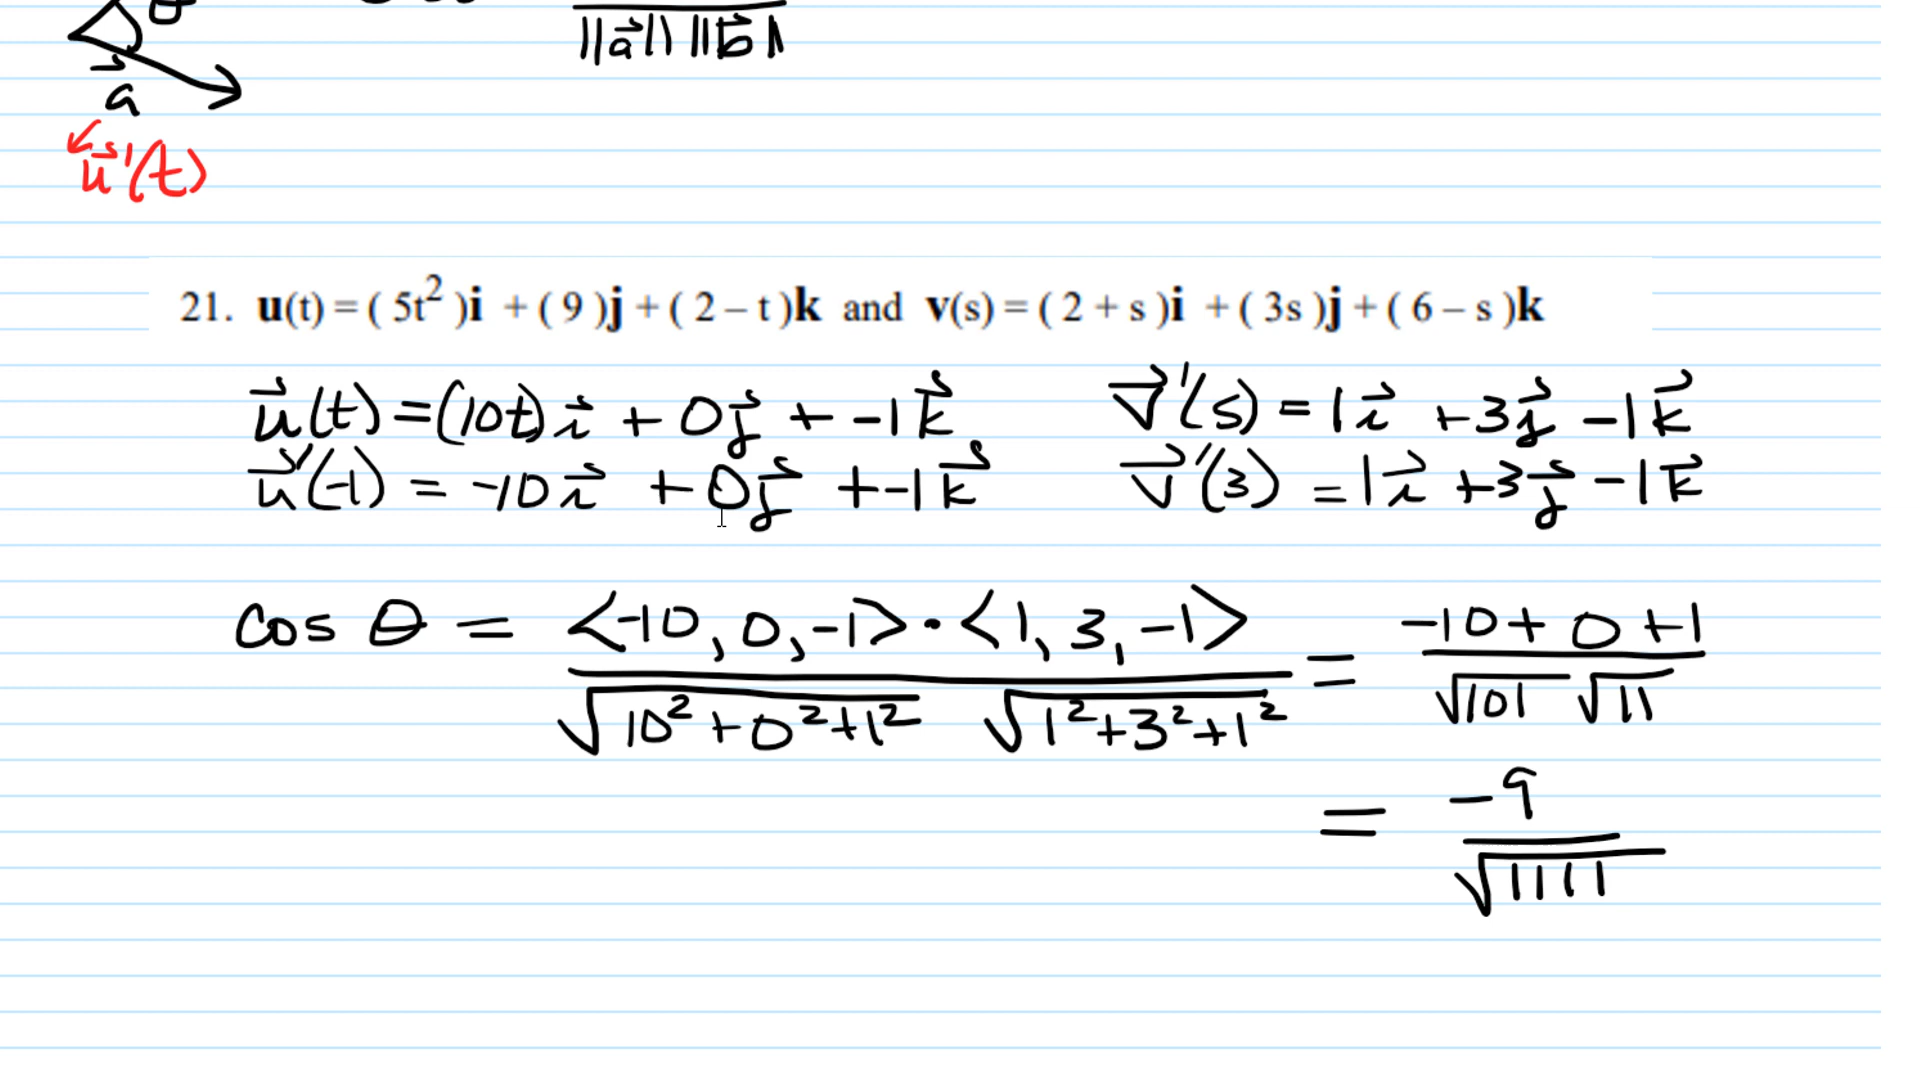 θ
||a⃗|| ||b⃗||
a⃗
u⃗'(t)
21. u(t) = ( 5t² )i + ( 9 )j + ( 2 – t )k and v(s) = ( 2 + s )i + ( 3s )j + ( 6 – s )k
u⃗(t) = (10t) i⃗ + 0 j⃗ + -1 k⃗ v⃗'(s) = 1 i⃗ + 3 j⃗ - 1 k⃗
u⃗'(-1) = -10 i⃗ + 0 j⃗ + -1 k⃗ v⃗'(3) = 1 i⃗ + 3 j⃗ - 1 k⃗
cos θ = <-10, 0, -1> · <1, 3, -1> = -10 + 0 + 1
√10² + 0² + 1² √1² + 3² + 1² √101 √11
= -9
√1111